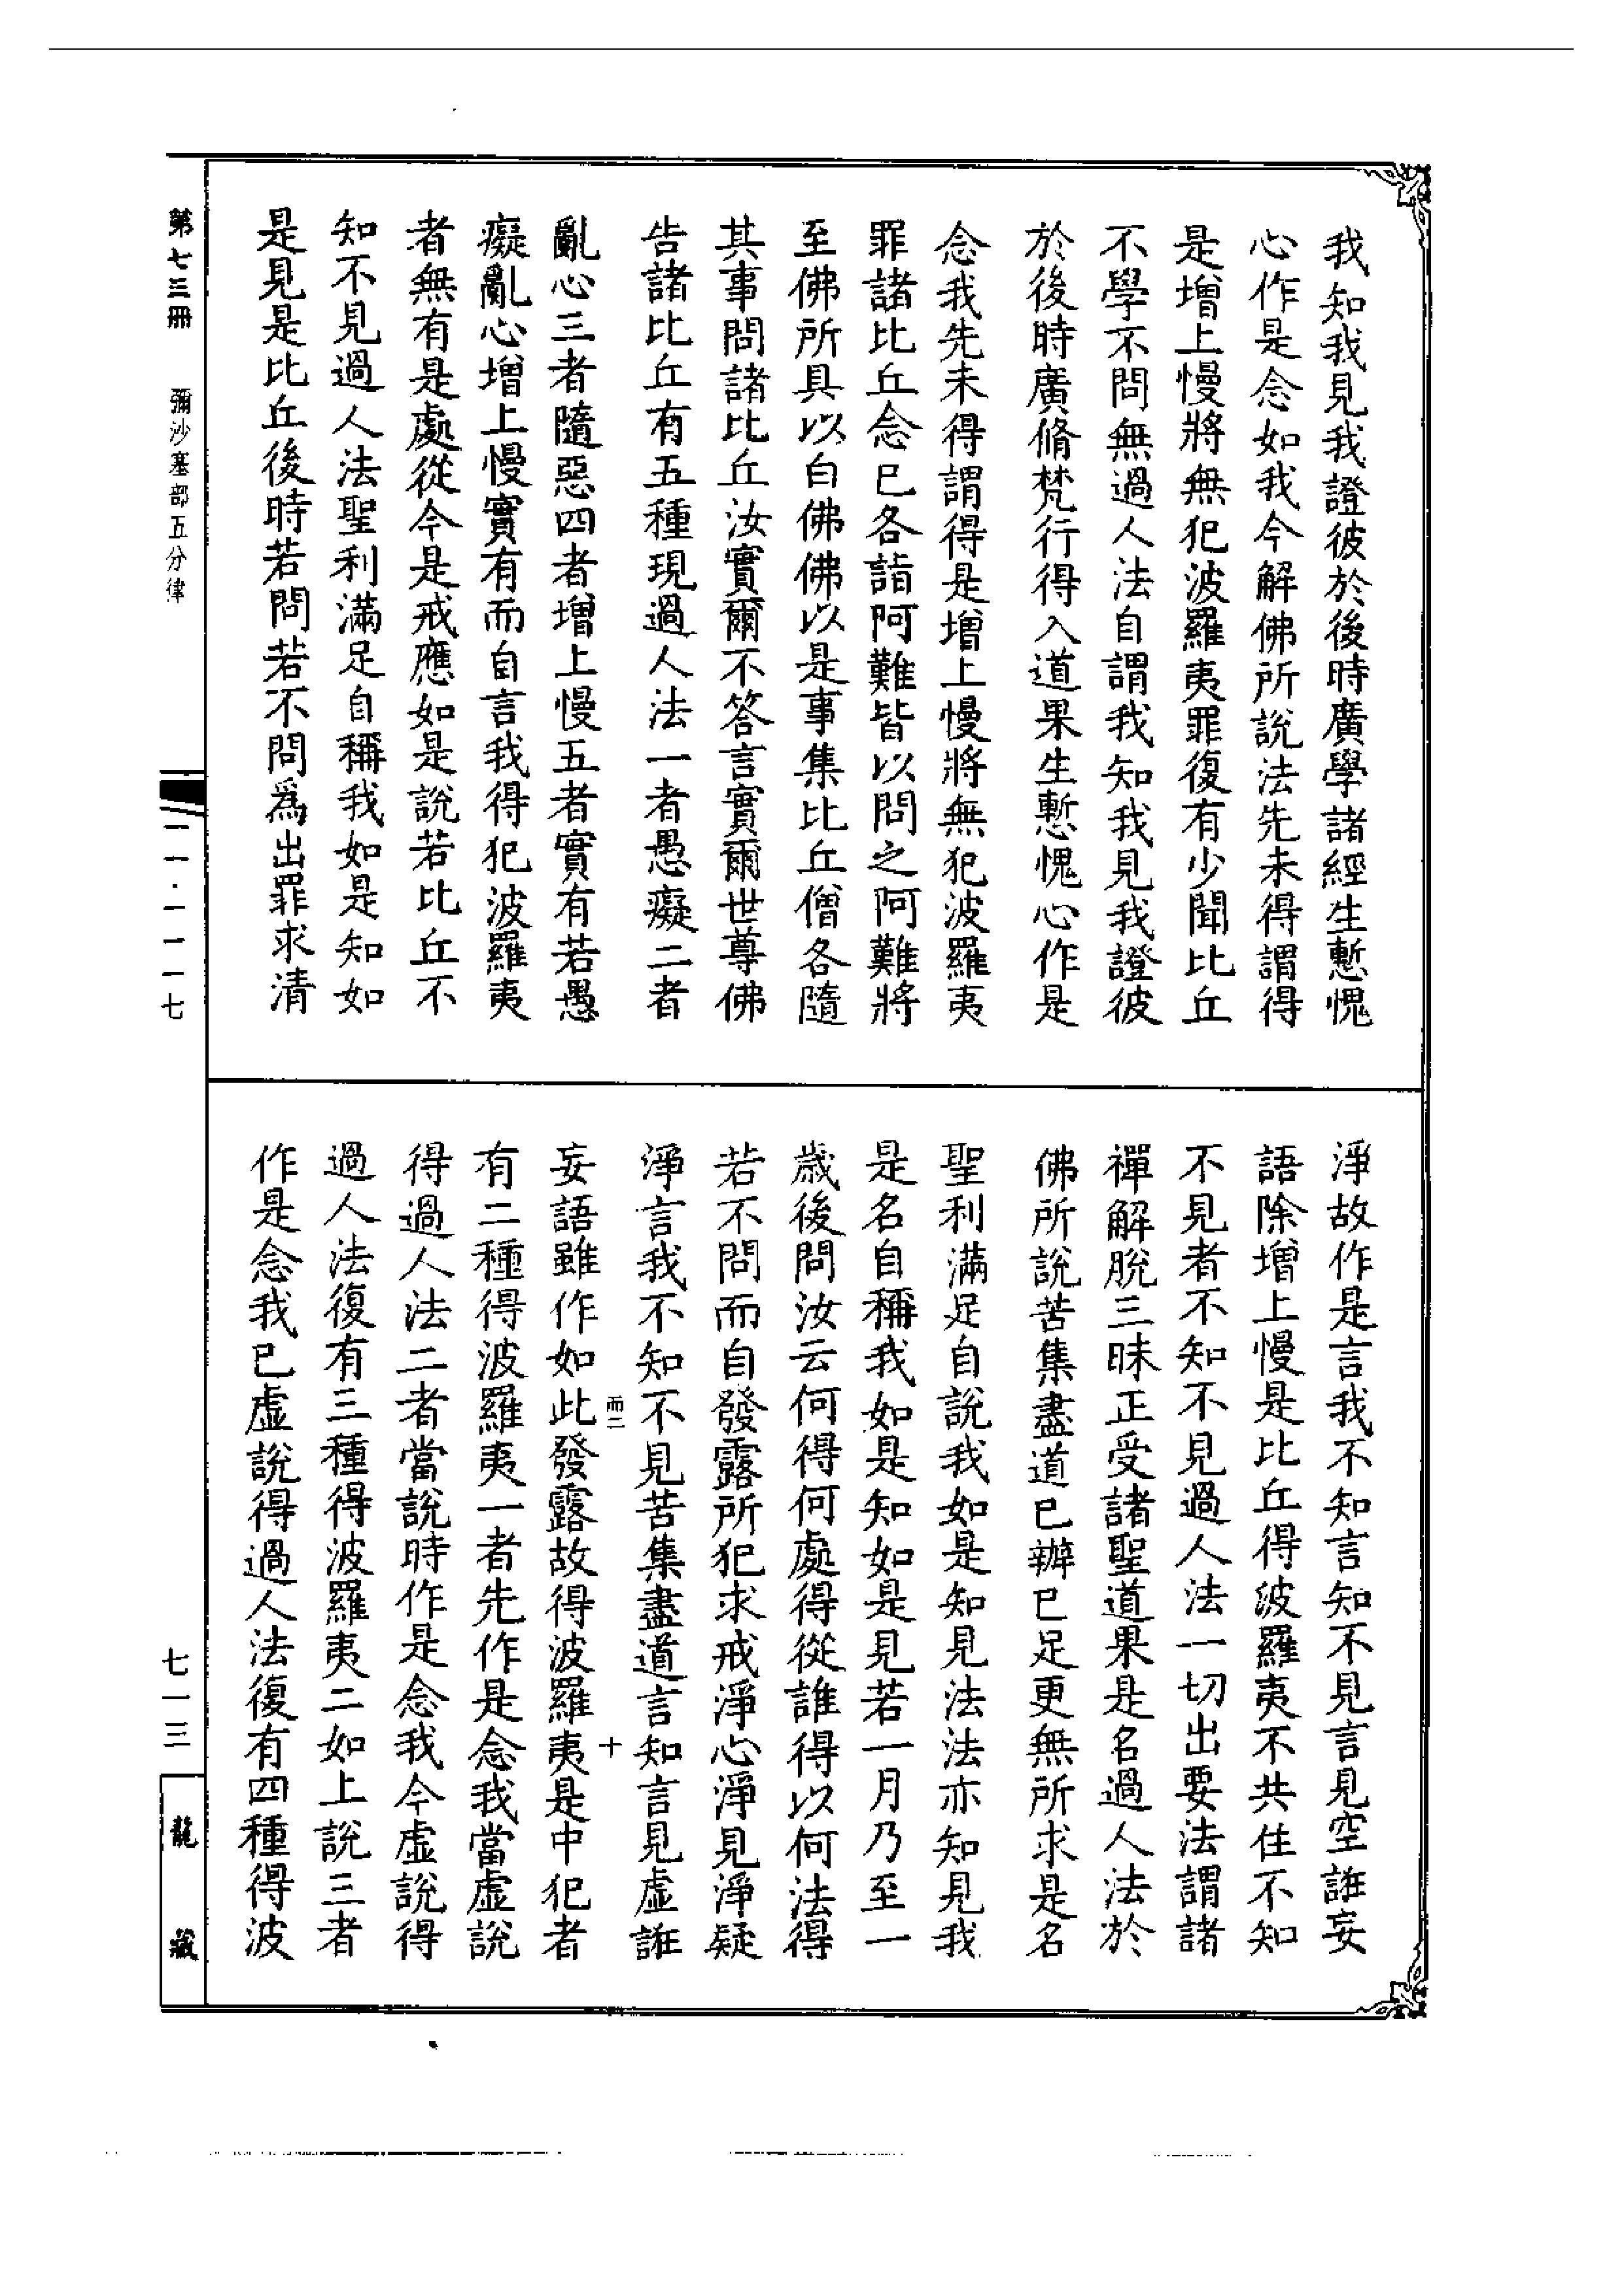 我知我見我證彼於後時廣學諸經生慙愧
心作是念如我今解佛所說法先未得謂得
是增上慢將無犯波羅夷罪復有少聞比丘
不學不問無過人法自謂我知我見我證彼
於後時廣脩梵行得入道果生慙愧心作是
念我先未得謂得是增上慢將無犯波羅夷
罪諸比丘念已各詣阿難皆以問之阿難將
至佛所具以白佛佛以是事集比丘僧各隨
其事問諸比丘汝實爾不答言實爾世尊佛
告諸比丘有五種現過人法一者愚癡二者
亂心三者隨惡四者增上慢五者實有若愚
癡亂心增上慢實有而自言我得犯波羅夷
者無有是處從今是戒應如是說若比丘不
知不見過人法聖利滿足自稱我如是知如
是見是比丘後時若問若不問爲出罪求清
淨故作是言我不知言知不見言見空誑妄
語除增上慢是比丘得波羅夷不共住不知
不見者不知不見過人法一切出要法謂諸
禪解脫三昧正受諸聖道果是名過人法於
佛所說苦集盡道已辦已足更無所求是名
聖利滿足自說我如是知見法法亦知見我
是名自稱我如是知如是見若一月乃至一
歲後問汝云何得何處得從誰得以何法得
若不問而自發露所犯求戒淨心淨見淨疑
淨言我不知不見苦集盡道言知言見虛誑
而二 十
妄語雖作如此發露故得波羅夷是中犯者
有二種得波羅夷一者先作是念我當虛說
得過人法二者當說時作是念我今虛說得
過人法復有三種得波羅夷二如上說三者
作是念我已虛說得過人法復有四種得波
第七三冊 彌沙塞部五分律 一一·一一一七 七一三 龍藏